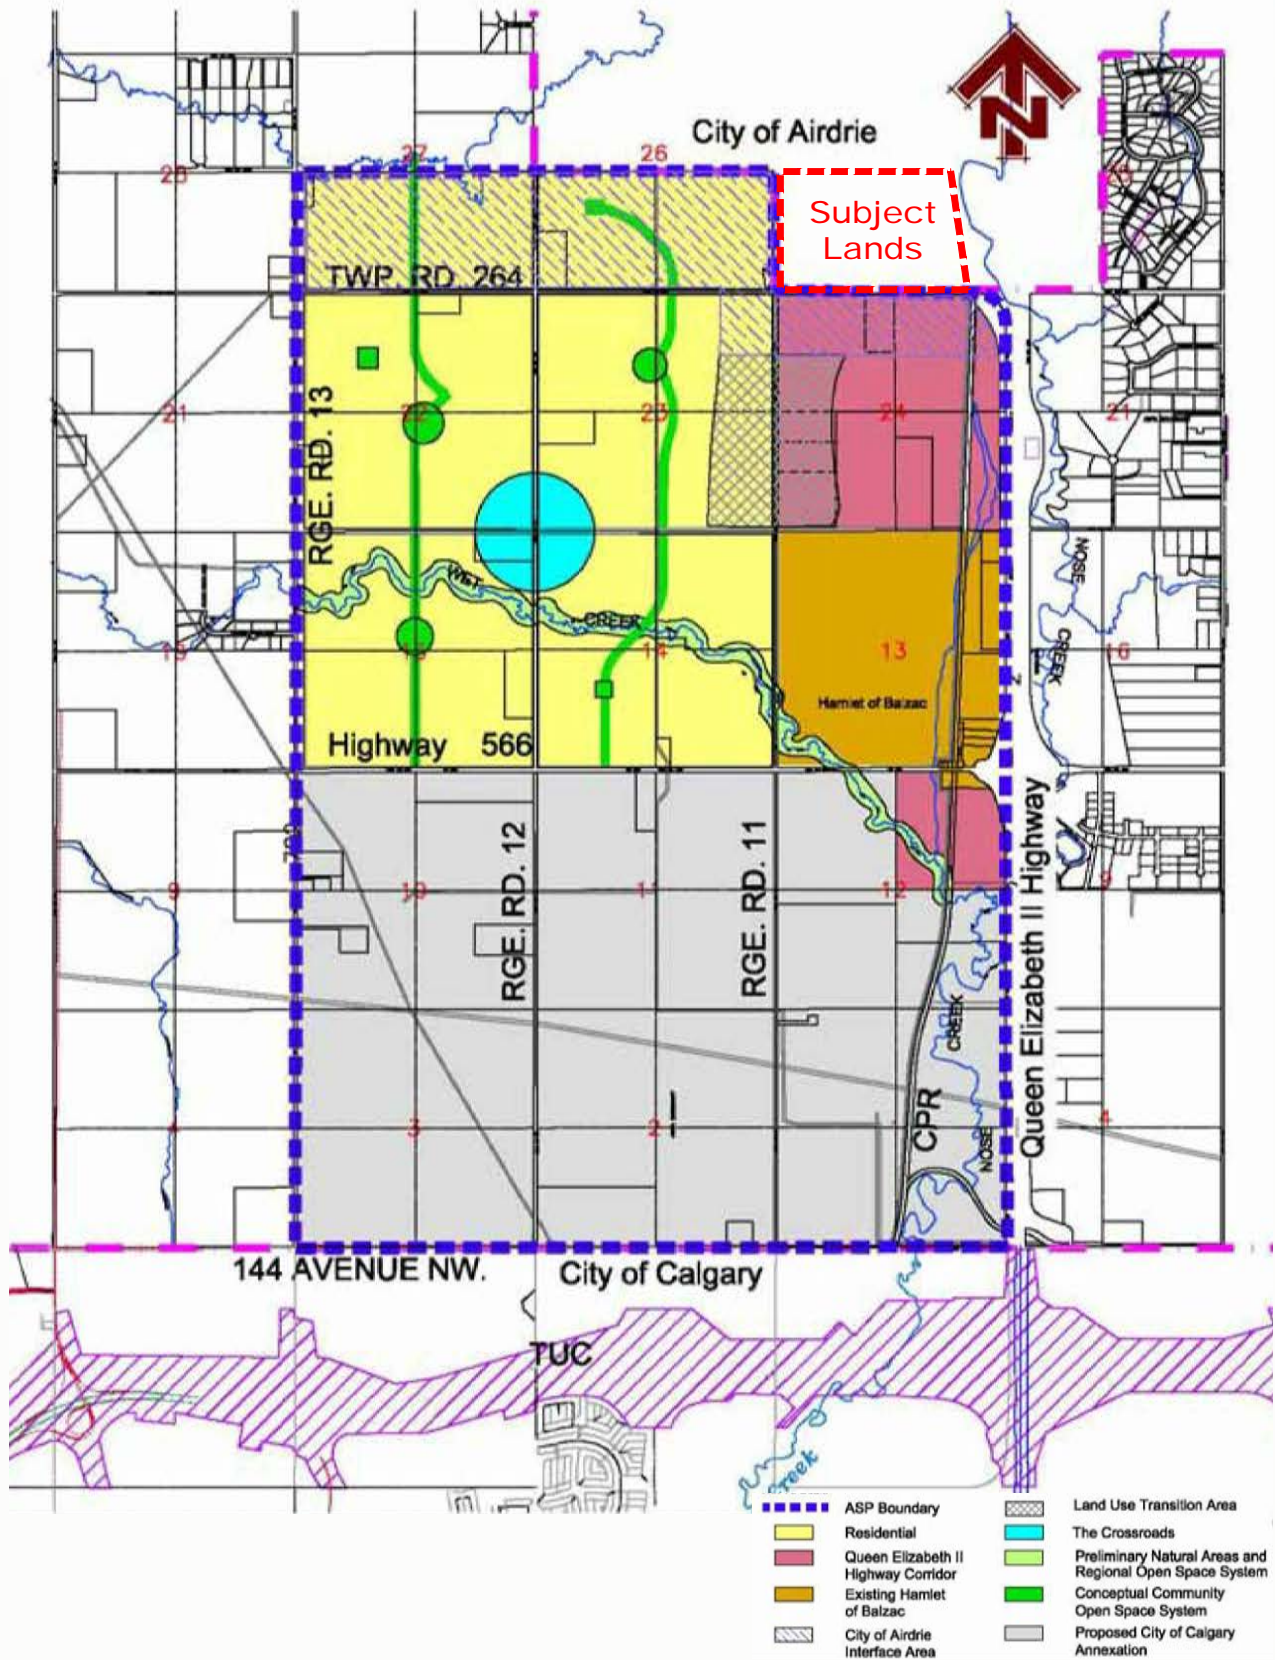 City of Airdrie
N
27
26
28
25
Subject
Lands
TWP. RD. 264
RGE. RD. 13
21
22
23
24
21
WEST
CREEK
NOSE
CREEK
14
13
16
Hamlet of Balzac
Highway 566
RGE. RD. 12
RGE. RD. 11
Queen Elizabeth II Highway
9
10
11
12
9
CREEK
CPR
NOSE
4
3
2
4
144 AVENUE NW.
City of Calgary
TUC
Creek
ASP Boundary
Residential
Queen Elizabeth II
Highway Corridor
Existing Hamlet
of Balzac
City of Airdrie
Interface Area
Land Use Transition Area
The Crossroads
Preliminary Natural Areas and
Regional Open Space System
Conceptual Community
Open Space System
Proposed City of Calgary
Annexation